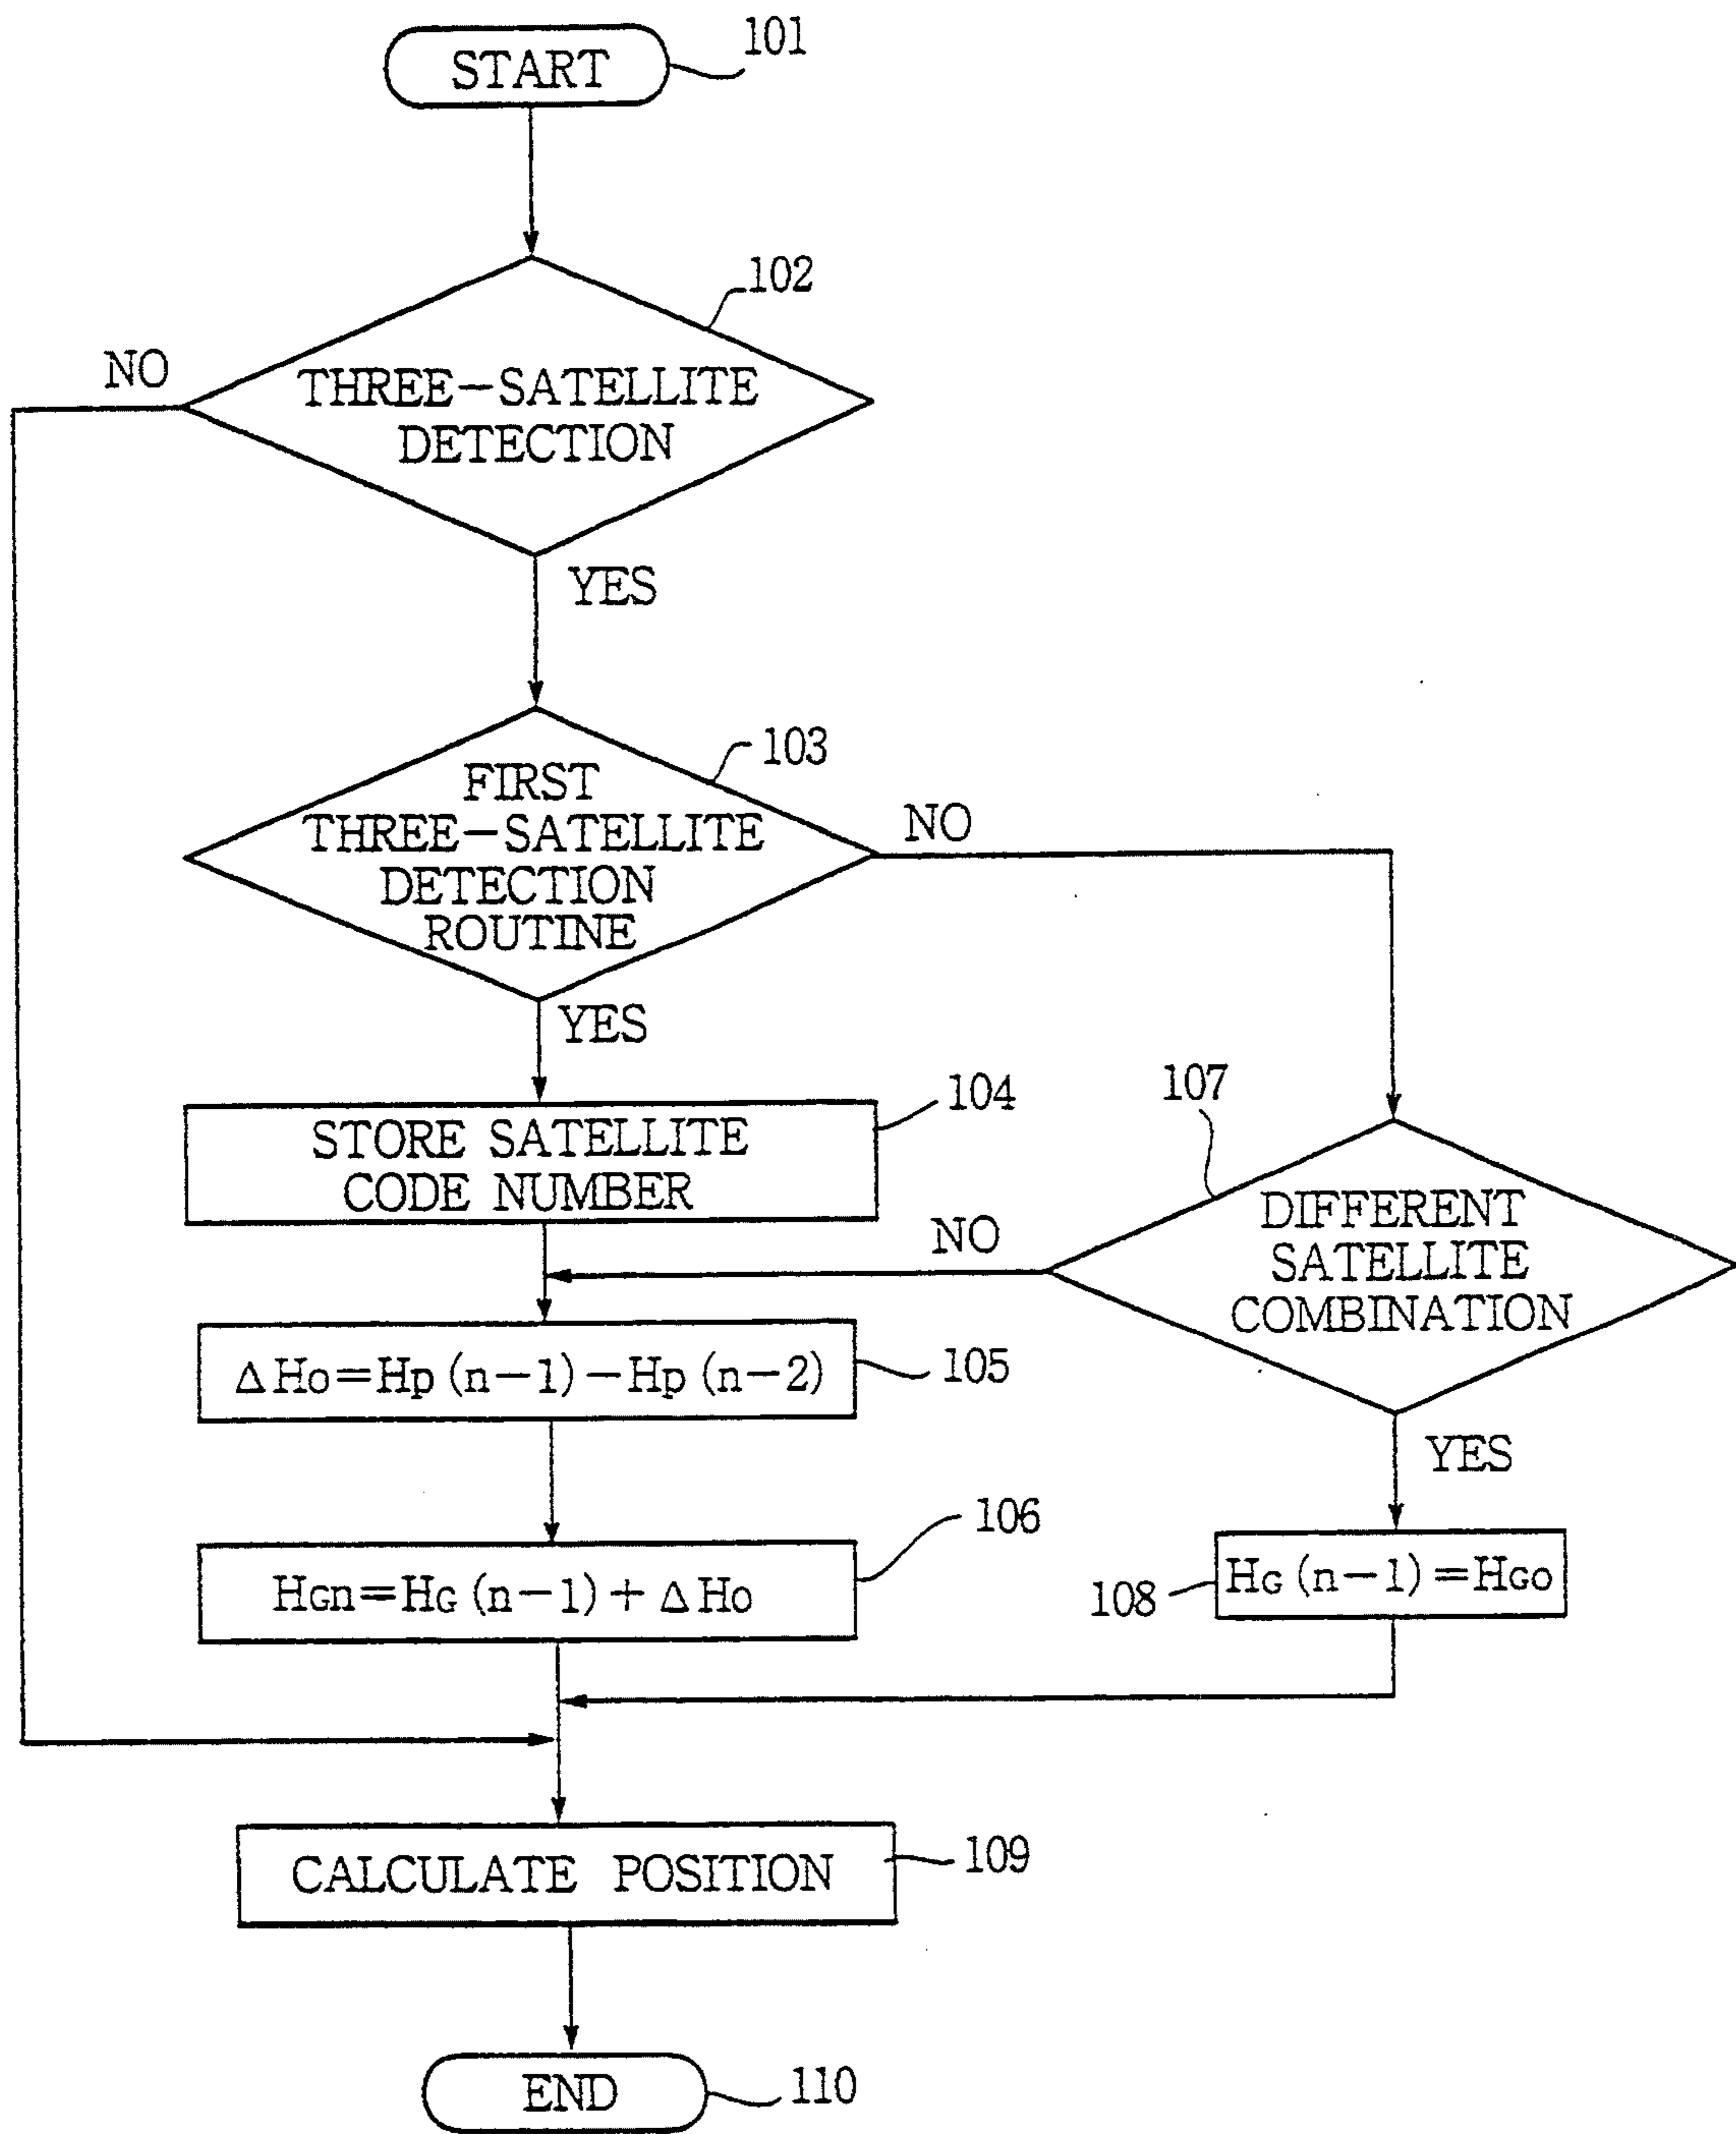 START
101
102
NO
THREE-SATELLITE
DETECTION
YES
103
FIRST
THREE-SATELLITE
DETECTION
ROUTINE
NO
YES
104
STORE SATELLITE
CODE NUMBER
107
DIFFERENT
SATELLITE
COMBINATION
NO
YES
ΔHo=Hp(n-1)-Hp(n-2)
105
HGn=HG(n-1)+ΔHo
106
HG(n-1)=HGo
108
CALCULATE POSITION
109
END
110